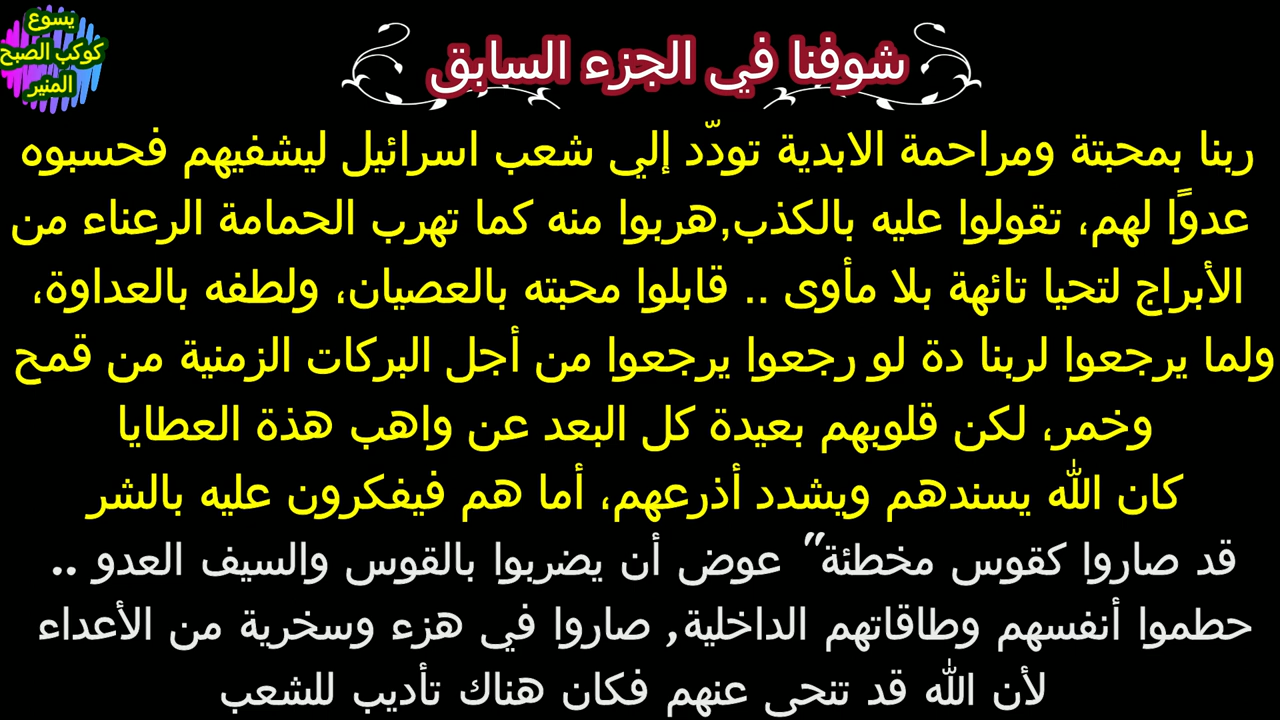 يسوع
كوكب الصبح
المنير
شوفنا في الجزء السابق
ربنا بمحبتة ومراحمة الابدية تودّد إلي شعب اسرائيل ليشفيهم فحسبوه
عدوًا لهم، تقولوا عليه بالكذب,هربوا منه كما تهرب الحمامة الرعناء من
الأبراج لتحيا تائهة بلا مأوى .. قابلوا محبته بالعصيان، ولطفه بالعداوة،
ولما يرجعوا لربنا دة لو رجعوا يرجعوا من أجل البركات الزمنية من قمح
وخمر، لكن قلوبهم بعيدة كل البعد عن واهب هذة العطايا
كان الله يسندهم ويشدد أذرعهم، أما هم فيفكرون عليه بالشر
قد صاروا كقوس مخطئة" عوض أن يضربوا بالقوس والسيف العدو ..
حطموا أنفسهم وطاقاتهم الداخلية, صاروا في هزء وسخرية من الأعداء
لأن الله قد تنحى عنهم فكان هناك تأديب للشعب